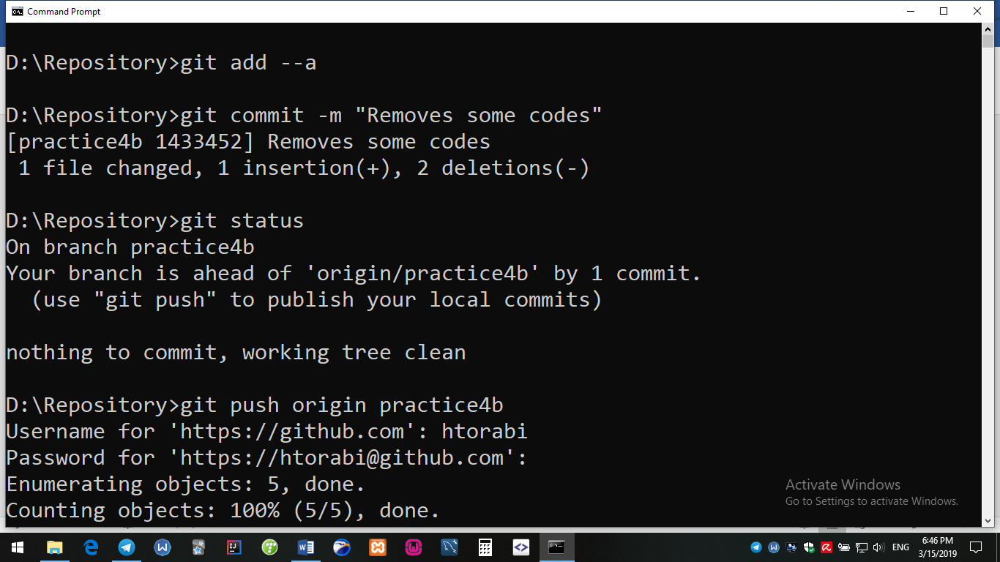 Command Prompt
D:\Repository>git add --a
D:\Repository>git commit -m "Removes some codes"
[practice4b 1433452] Removes some codes
 1 file changed, 1 insertion(+), 2 deletions(-)
D:\Repository>git status
On branch practice4b
Your branch is ahead of 'origin/practice4b' by 1 commit.
  (use "git push" to publish your local commits)
nothing to commit, working tree clean
D:\Repository>git push origin practice4b
Username for 'https://github.com': htorabi
Password for 'https://htorabi@github.com':
Enumerating objects: 5, done.
Counting objects: 100% (5/5), done.
Activate Windows
Go to Settings to activate Windows.
ENG
6:46 PM
3/15/2019